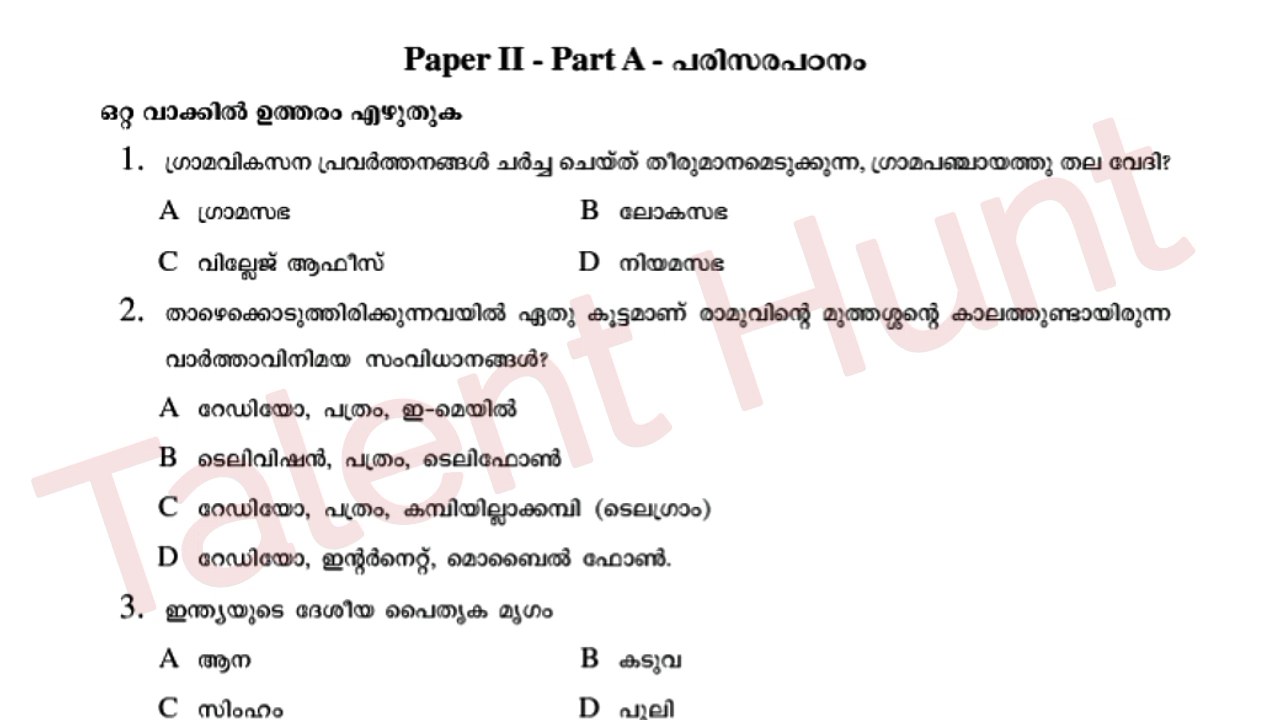 Paper II - Part A - പരിസരപഠനം
ഒറ്റ വാക്കിൽ ഉത്തരം എഴുതുക
1. ഗ്രാമവികസന പ്രവർത്തനങ്ങൾ ചർച്ച ചെയ്ത് തീരുമാനമെടുക്കുന്ന, ഗ്രാമപഞ്ചായത്തു തല വേദി?
A ഗ്രാമസഭ B ലോകസഭ
C വില്ലേജ് ആഫീസ് D നിയമസഭ
2. താഴെക്കൊടുത്തിരിക്കുന്നവയിൽ ഏതു കൂട്ടമാണ് രാമുവിന്റെ മുത്തശ്ശന്റെ കാലത്തുണ്ടായിരുന്ന
വാർത്താവിനിമയ സംവിധാനങ്ങൾ?
A റേഡിയോ, പത്രം, ഇ-മെയിൽ
B ടെലിവിഷൻ, പത്രം, ടെലിഫോൺ
C റേഡിയോ, പത്രം, കമ്പിയില്ലാക്കമ്പി (ടെലഗ്രാം)
D റേഡിയോ, ഇന്റർനെറ്റ്, മൊബൈൽ ഫോൺ.
3. ഇന്ത്യയുടെ ദേശീയ പൈതൃക മൃഗം
A ആന B കടുവ
C സിംഹം D പുലി
Talent Hunt